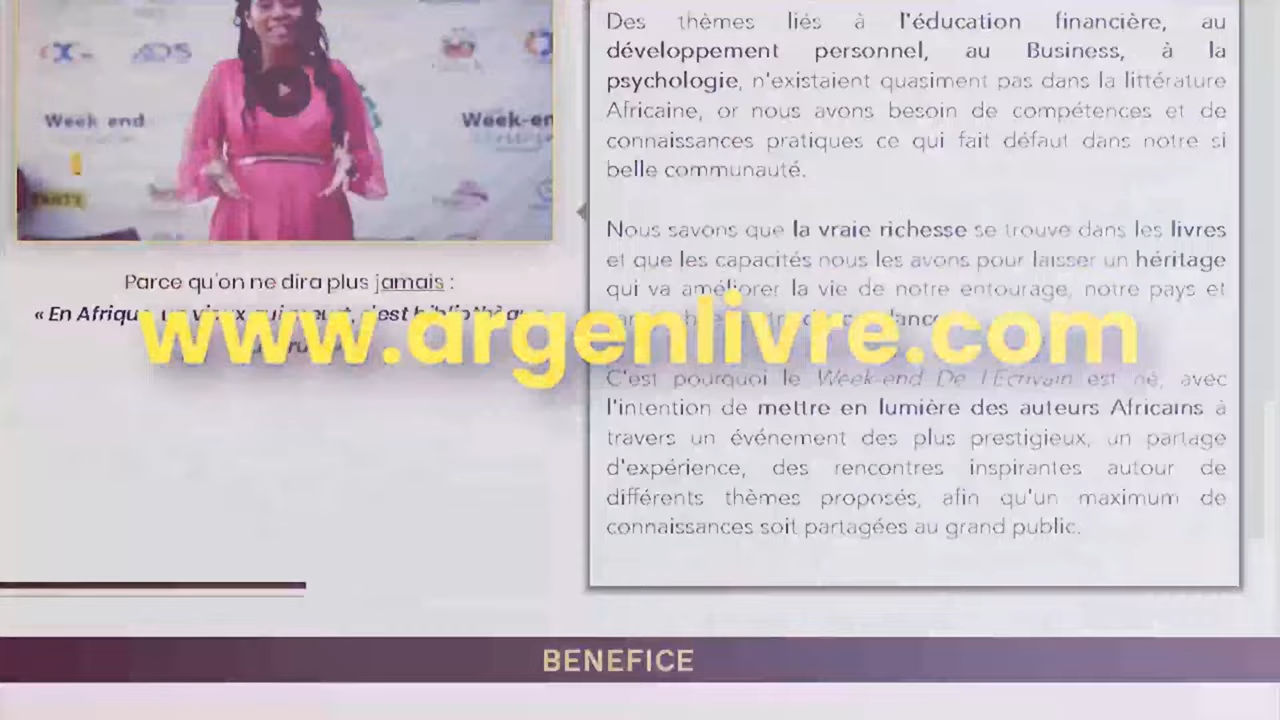 ADS
Week end
Week-en
Des thèmes liés à l'éducation financière, au
développement personnel, au Business, à la
psychologie, n'existaient quasiment pas dans la littérature
Africaine, or nous avons besoin de compétences et de
connaissances pratiques ce qui fait défaut dans notre si
belle communauté.
Nous savons que la vraie richesse se trouve dans les livres
et que les capacités nous les avons pour laisser un héritage
qui va améliorer la vie de notre entourage, notre pays et
C'est pourquoi le Week-end De l'Ecrivain est né, avec
l'intention de mettre en lumière des auteurs Africains à
travers un événement des plus prestigieux, un partage
d'expérience, des rencontres inspirantes autour de
différents thèmes proposés, afin qu'un maximum de
connaissances soit partagées au grand public.
Parce qu'on ne dira plus jamais :
« En Afrique, un vieux qui meurt, c'est
www.argenlivre.com
BENEFICE